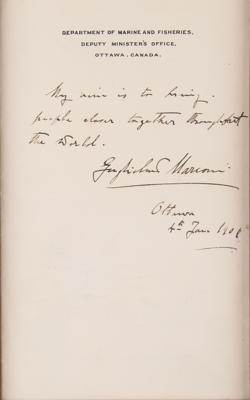 DEPARTMENT OF MARINE AND FISHERIES,
DEPUTY MINISTER'S OFFICE,
OTTAWA, CANADA.
My aim is to bring
people closer together throughout
the world.
Guglielmo Marconi
Ottawa
4th Jan